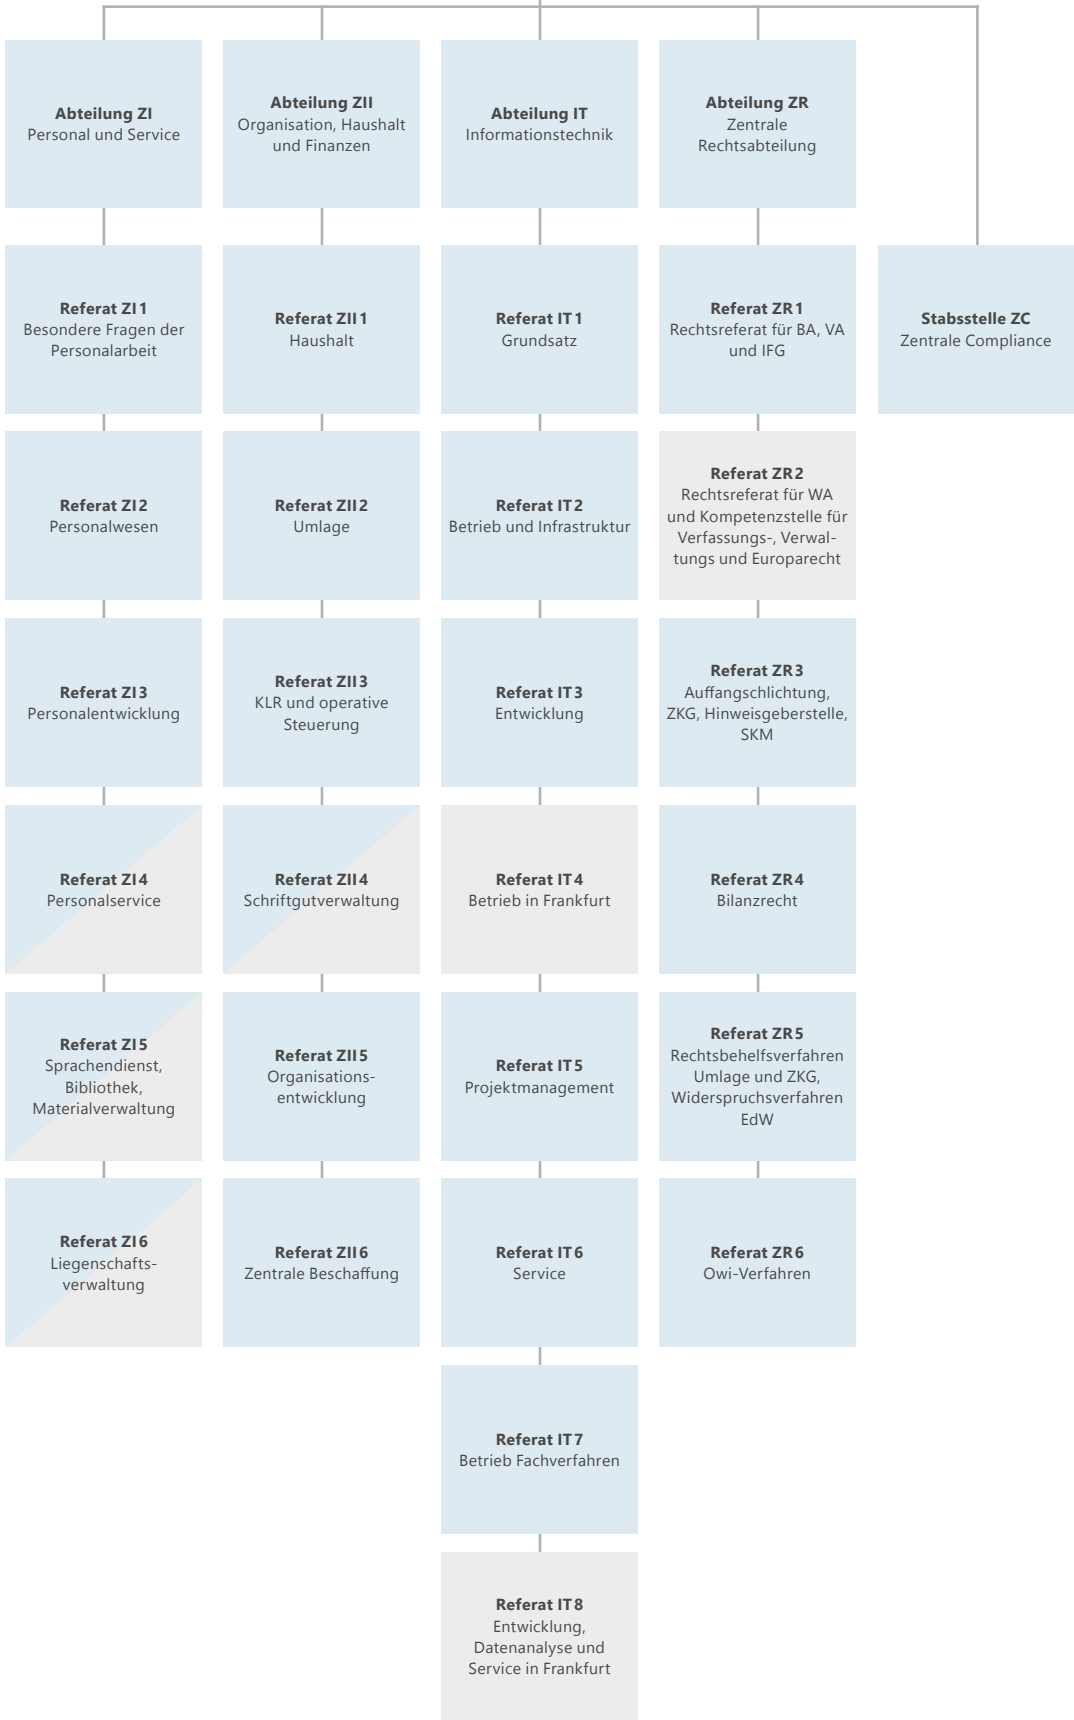 Abteilung ZI
Personal und Service
Abteilung ZII
Organisation, Haushalt
und Finanzen
Abteilung IT
Informationstechnik
Abteilung ZR
Zentrale
Rechtsabteilung
Referat ZI 1
Besondere Fragen der
Personalarbeit
Referat ZII 1
Haushalt
Referat IT 1
Grundsatz
Referat ZR 1
Rechtsreferat für BA, VA
und IFG
Stabsstelle ZC
Zentrale Compliance
Referat ZI 2
Personalwesen
Referat ZII 2
Umlage
Referat IT 2
Betrieb und Infrastruktur
Referat ZR 2
Rechtsreferat für WA
und Kompetenzstelle für
Verfassungs-, Verwal-
tungs und Europarecht
Referat ZI 3
Personalentwicklung
Referat ZII 3
KLR und operative
Steuerung
Referat IT 3
Entwicklung
Referat ZR 3
Auffangschlichtung,
ZKG, Hinweisgeberstelle,
SKM
Referat ZI 4
Personalservice
Referat ZII 4
Schriftgutverwaltung
Referat IT 4
Betrieb in Frankfurt
Referat ZR 4
Bilanzrecht
Referat ZI 5
Sprachendienst,
Bibliothek,
Materialverwaltung
Referat ZII 5
Organisations-
entwicklung
Referat IT 5
Projektmanagement
Referat ZR 5
Rechtsbehelfsverfahren
Umlage und ZKG,
Widerspruchsverfahren
EdW
Referat ZI 6
Liegenschafts-
verwaltung
Referat ZII 6
Zentrale Beschaffung
Referat IT 6
Service
Referat ZR 6
Owi-Verfahren
Referat IT 7
Betrieb Fachverfahren
Referat IT 8
Entwicklung,
Datenanalyse und
Service in Frankfurt